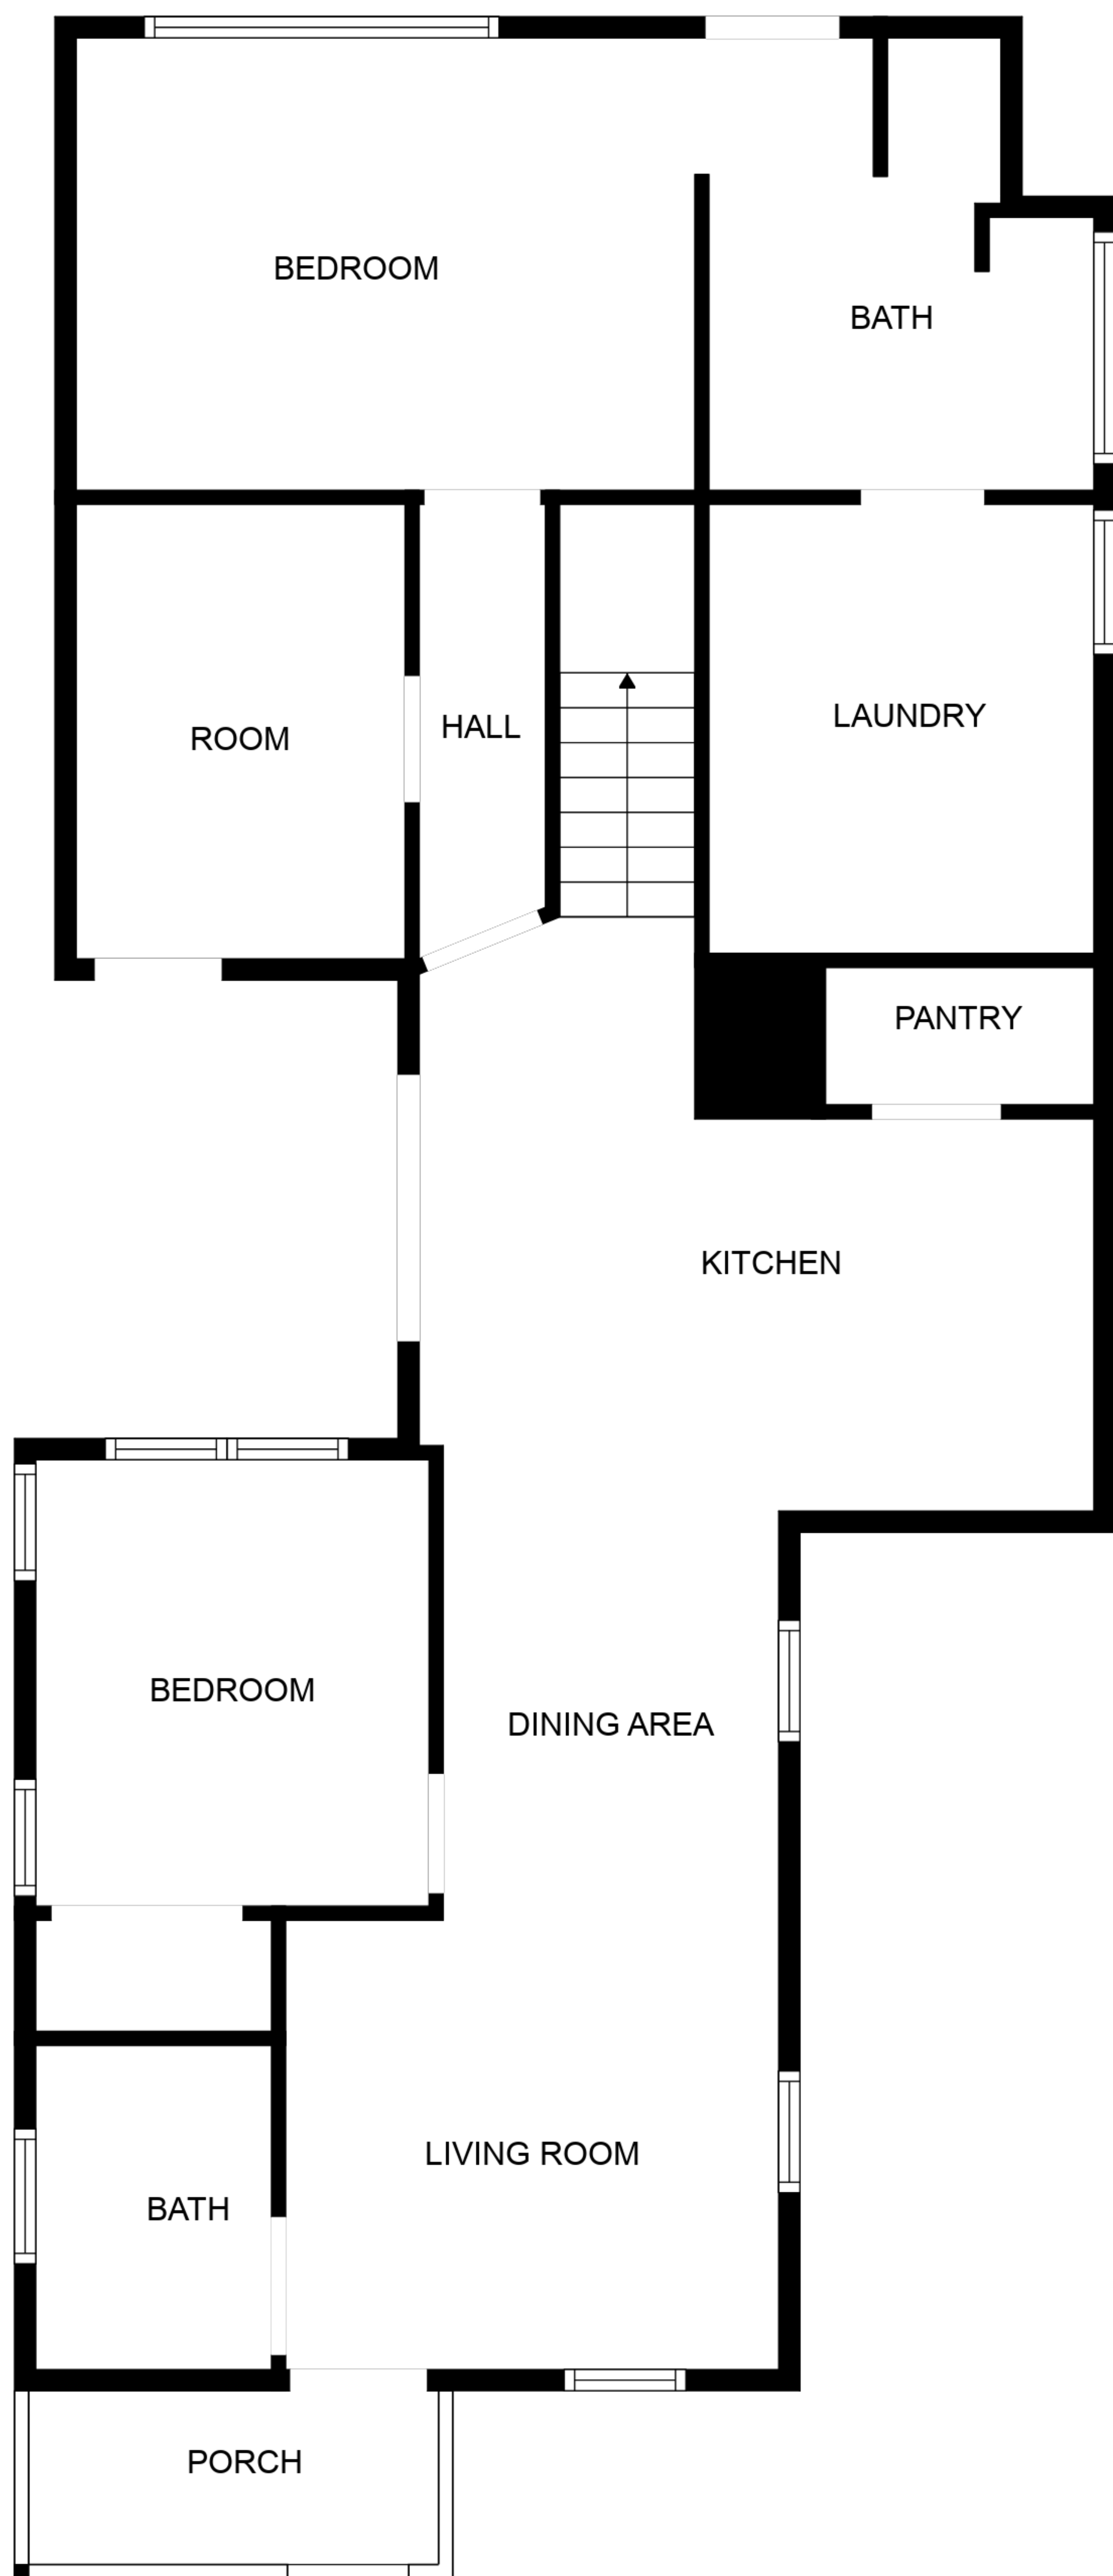 BEDROOM
BATH
ROOM
HALL
LAUNDRY
PANTRY
KITCHEN
BEDROOM
DINING AREA
LIVING ROOM
BATH
PORCH